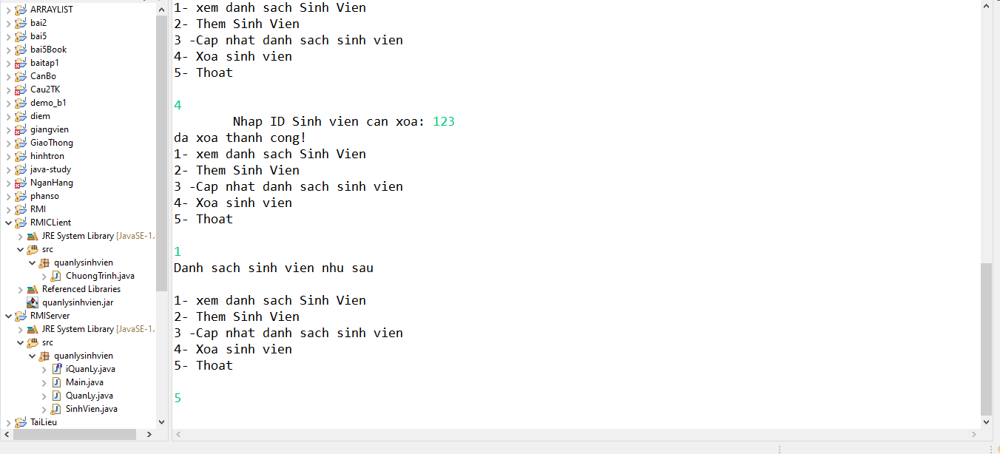 ARRAYLIST
bai2
bai5
bai5Book
baitap1
CanBo
Cau2TK
demo_b1
diem
giangvien
GiaoThong
hinhtron
java-study
NganHang
phanso
RMI
RMICLient
JRE System Library [JavaSE-1.
src
quanlysinhvien
ChuongTrinh.java
Referenced Libraries
quanlysinhvien.jar
RMIServer
JRE System Library [JavaSE-1.
src
quanlysinhvien
iQuanLy.java
Main.java
QuanLy.java
SinhVien.java
TaiLieu
1- xem danh sach Sinh Vien
2- Them Sinh Vien
3 -Cap nhat danh sach sinh vien
4- Xoa sinh vien
5- Thoat
4
Nhap ID Sinh vien can xoa: 123
da xoa thanh cong!
1- xem danh sach Sinh Vien
2- Them Sinh Vien
3 -Cap nhat danh sach sinh vien
4- Xoa sinh vien
5- Thoat
1
Danh sach sinh vien nhu sau
1- xem danh sach Sinh Vien
2- Them Sinh Vien
3 -Cap nhat danh sach sinh vien
4- Xoa sinh vien
5- Thoat
5